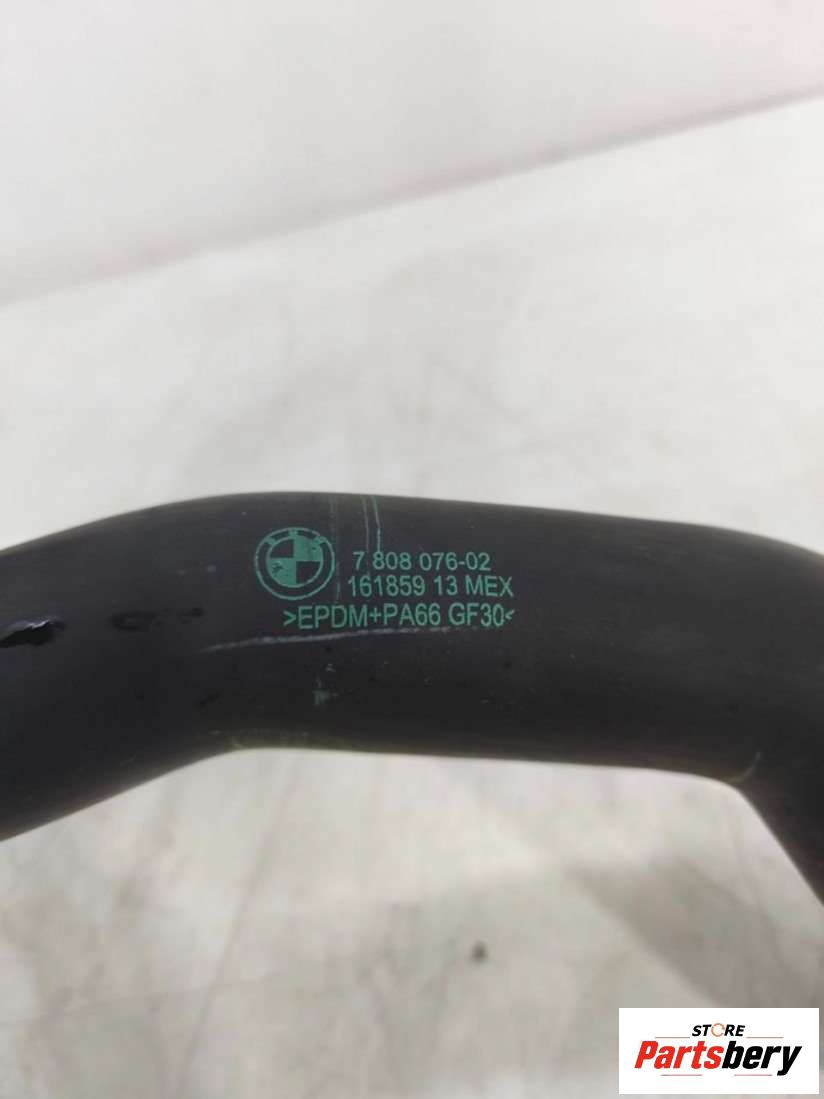 7 808 076-02
161859 13 MEX
>EPDM+PA66 GF30<
STORE
Partsbery